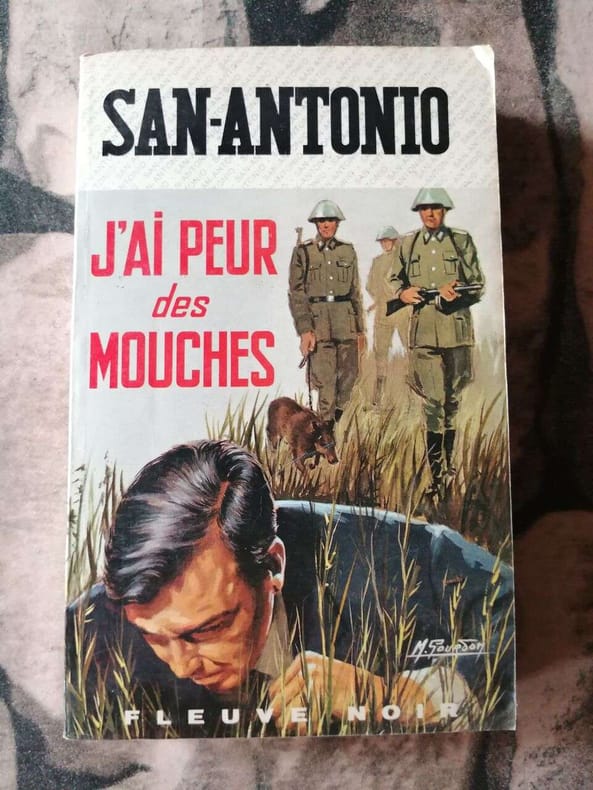 SAN-ANTONIO
J'Ai PEUR
des
MOUCHES
M. Gourdon
FLEUVE NOIR